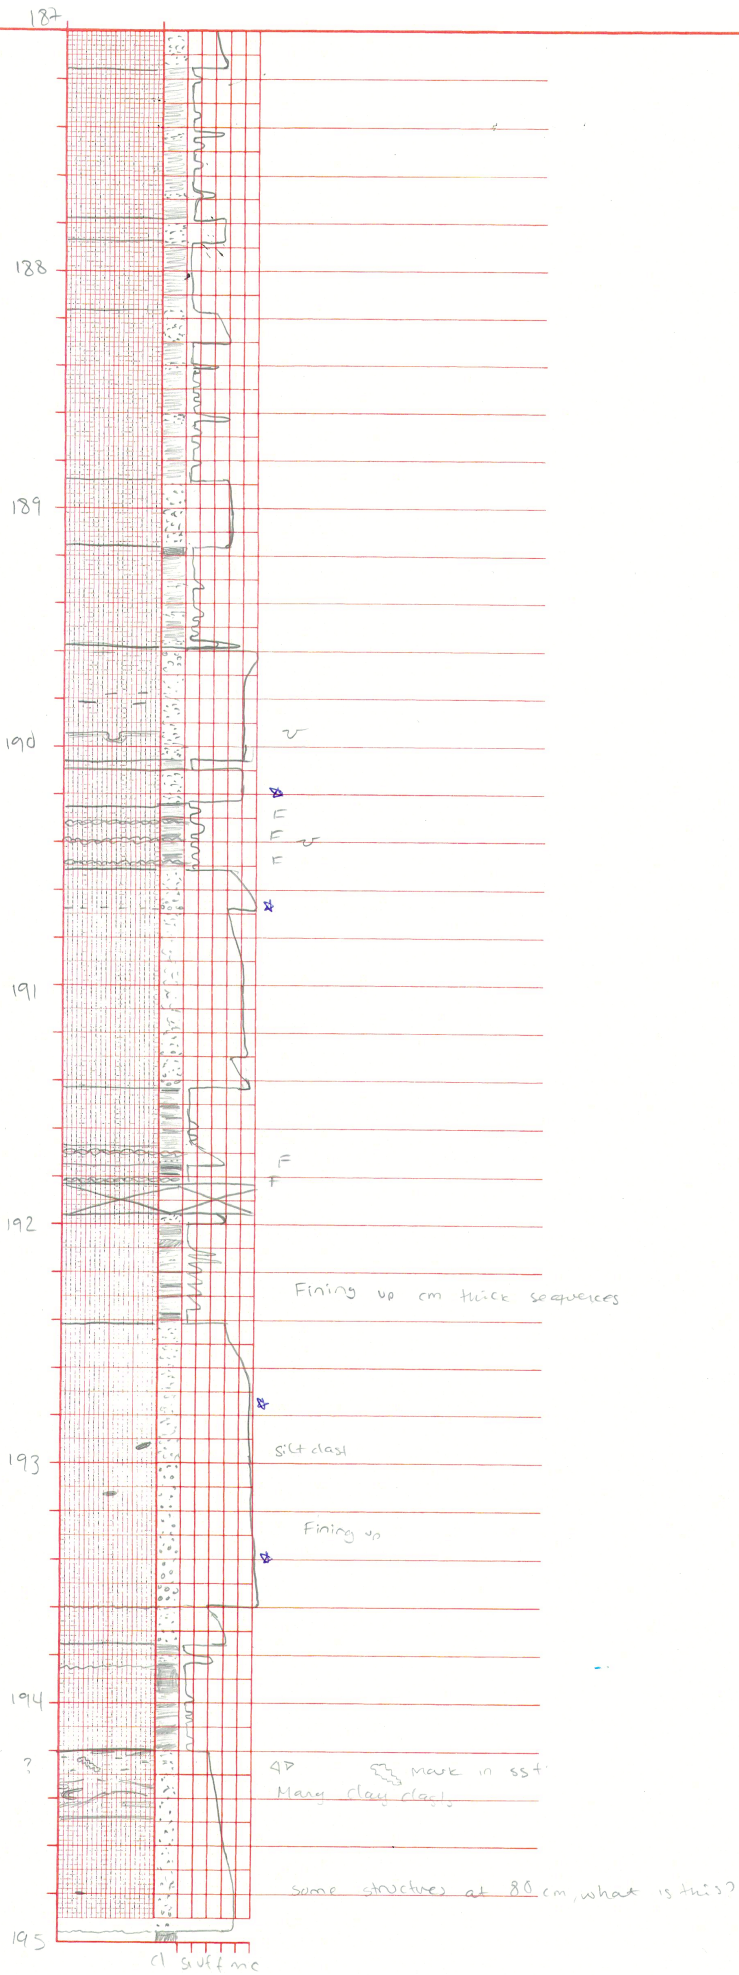 187
188
189
190
v
F
F v
F
191
F
F
192
Fining up cm thick sequences
193
Silt clast
Fining up
194
? mark in sst
Many clay clasts
some structures at 80 cm, what is this?
195
cl si vf f m c